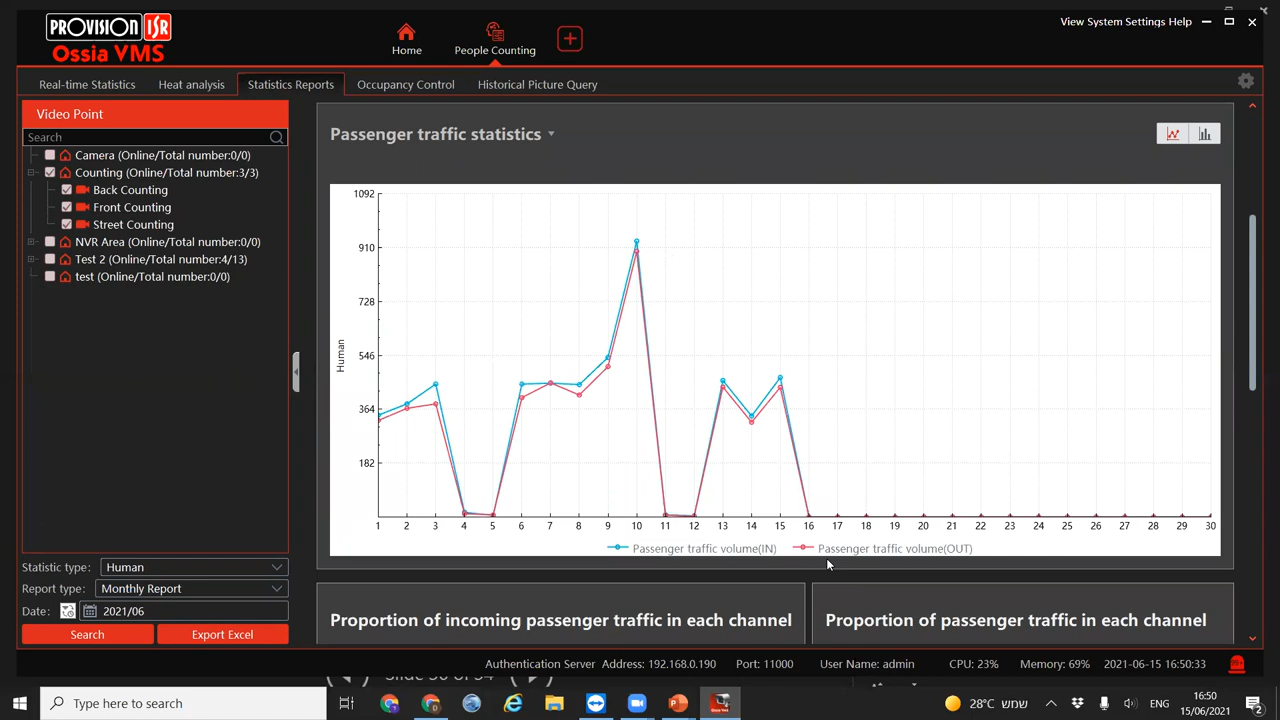 PROVISION ISR
Ossia VMS
Home
People Counting
View System Settings Help
Real-time Statistics
Heat analysis
Statistics Reports
Occupancy Control
Historical Picture Query
Video Point
Search
Camera (Online/Total number:0/0)
Counting (Online/Total number:3/3)
Back Counting
Front Counting
Street Counting
NVR Area (Online/Total number:0/0)
Test 2 (Online/Total number:4/13)
test (Online/Total number:0/0)
Statistic type: Human
Report type: Monthly Report
Date: 2021/06
Search
Export Excel
Passenger traffic statistics
1092
910
728
546
364
182
Human
1 2 3 4 5 6 7 8 9 10 11 12 13 14 15 16 17 18 19 20 21 22 23 24 25 26 27 28 29 30
Passenger traffic volume(IN)
Passenger traffic volume(OUT)
Proportion of incoming passenger traffic in each channel
Proportion of passenger traffic in each channel
Authentication Server Address: 192.168.0.190 Port: 11000 User Name: admin CPU: 23% Memory: 69% 2021-06-15 16:50:33
Type here to search
28°C שמש
ENG
16:50
15/06/2021
2